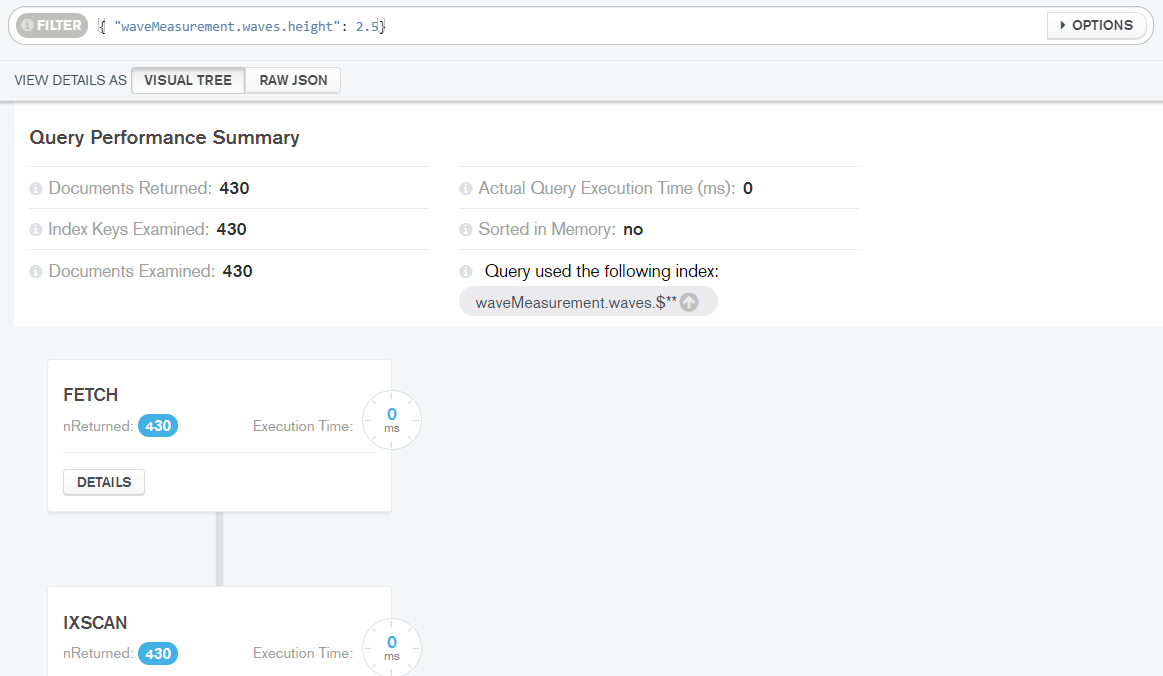 FILTER { "waveMeasurement.waves.height": 2.5} OPTIONS
VIEW DETAILS AS VISUAL TREE RAW JSON
Query Performance Summary
Documents Returned: 430 Actual Query Execution Time (ms): 0
Index Keys Examined: 430 Sorted in Memory: no
Documents Examined: 430 Query used the following index:
waveMeasurement.waves.$**
FETCH
nReturned: 430 Execution Time: 0 ms
DETAILS
IXSCAN
nReturned: 430 Execution Time: 0 ms